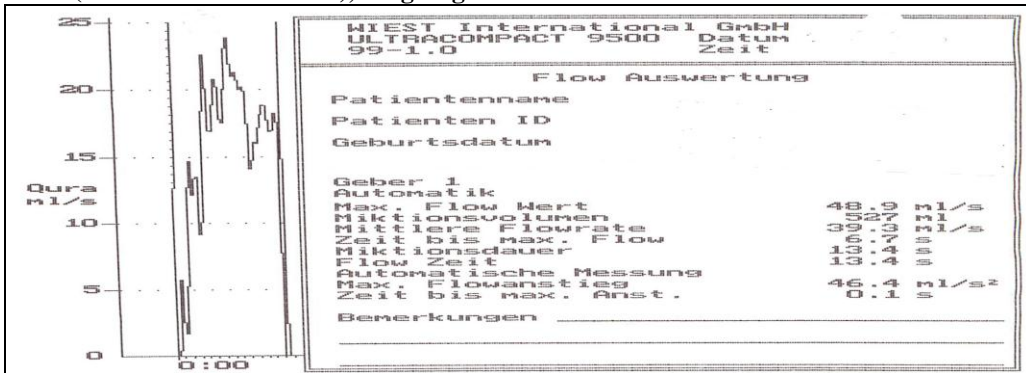 25
20
15
Qura
ml/s
10
5
0
0:00
WIEST International GmbH
ULTRACOMPACT 9500 Datum
99-1.0 Zeit
Flow Auswertung
Patientenname
Patienten ID
Geburtsdatum
Geber 1
Automatik
Max. Flow Wert 48.9 ml/s
Miktionsvolumen 527 ml
Mittlere Flowrate 39.3 ml/s
Zeit bis max. Flow 6.7 s
Miktionsdauer 13.4 s
Flow Zeit 13.4 s
Automatische Messung
Max. Flowanstieg 46.4 ml/s²
Zeit bis max. Anst. 0.1 s
Bemerkungen